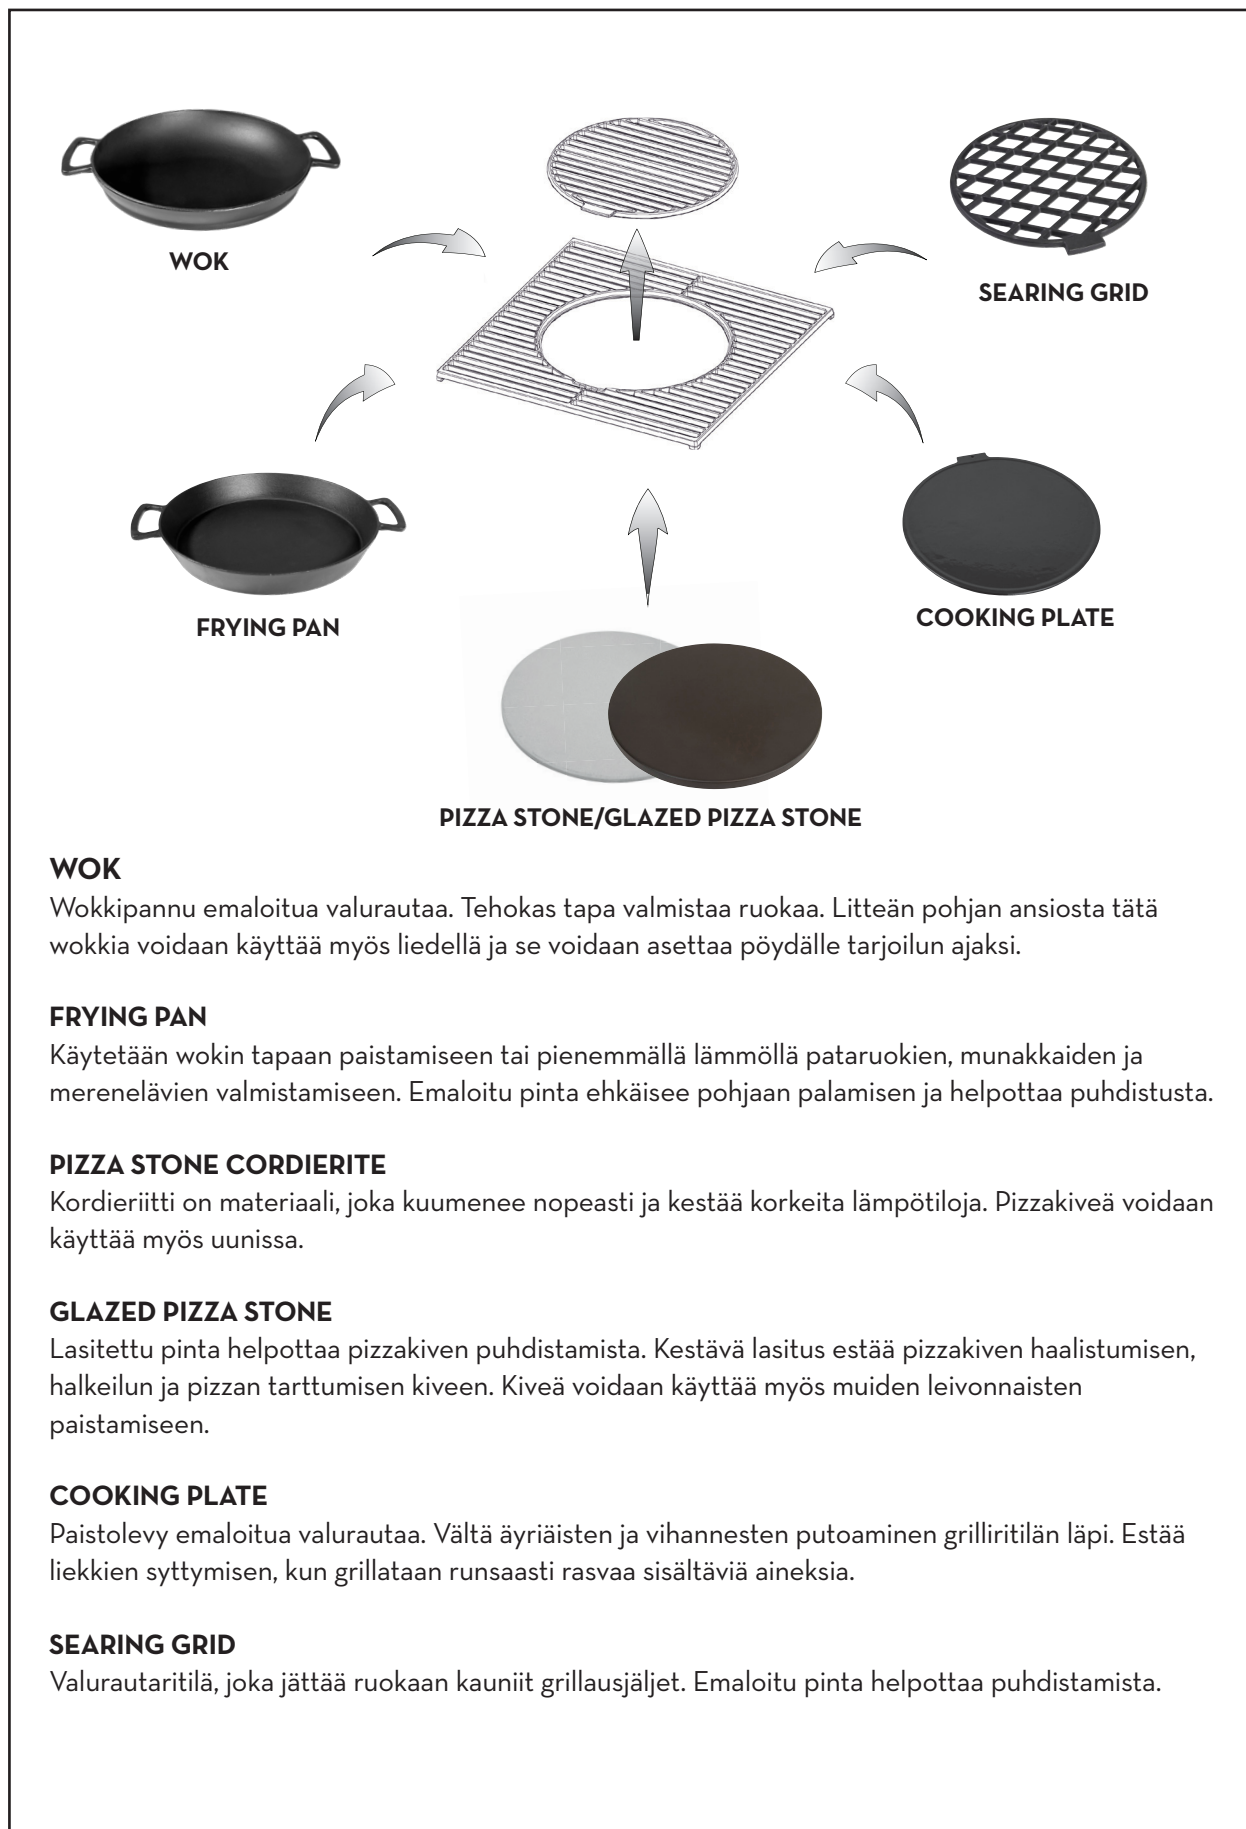 WOK
SEARING GRID
FRYING PAN
COOKING PLATE
PIZZA STONE/GLAZED PIZZA STONE
WOK
Wokkipannu emaloitua valurautaa. Tehokas tapa valmistaa ruokaa. Litteän pohjan ansiosta tätä
wokkia voidaan käyttää myös liedellä ja se voidaan asettaa pöydälle tarjoilun ajaksi.
FRYING PAN
Käytetään wokin tapaan paistamiseen tai pienemmällä lämmöllä pataruokien, munakkaiden ja
merenelävien valmistamiseen. Emaloitu pinta ehkäisee pohjaan palamisen ja helpottaa puhdistusta.
PIZZA STONE CORDIERITE
Kordieriitti on materiaali, joka kuumenee nopeasti ja kestää korkeita lämpötiloja. Pizzakiveä voidaan
käyttää myös uunissa.
GLAZED PIZZA STONE
Lasitettu pinta helpottaa pizzakiven puhdistamista. Kestävä lasitus estää pizzakiven haalistumisen,
halkeilun ja pizzan tarttumisen kiveen. Kiveä voidaan käyttää myös muiden leivonnaisten
paistamiseen.
COOKING PLATE
Paistolevy emaloitua valurautaa. Vältä äyriäisten ja vihannesten putoaminen grilliritilän läpi. Estää
liekkien syttymisen, kun grillataan runsaasti rasvaa sisältäviä aineksia.
SEARING GRID
Valurautaritilä, joka jättää ruokaan kauniit grillausjäljet. Emaloitu pinta helpottaa puhdistamista.